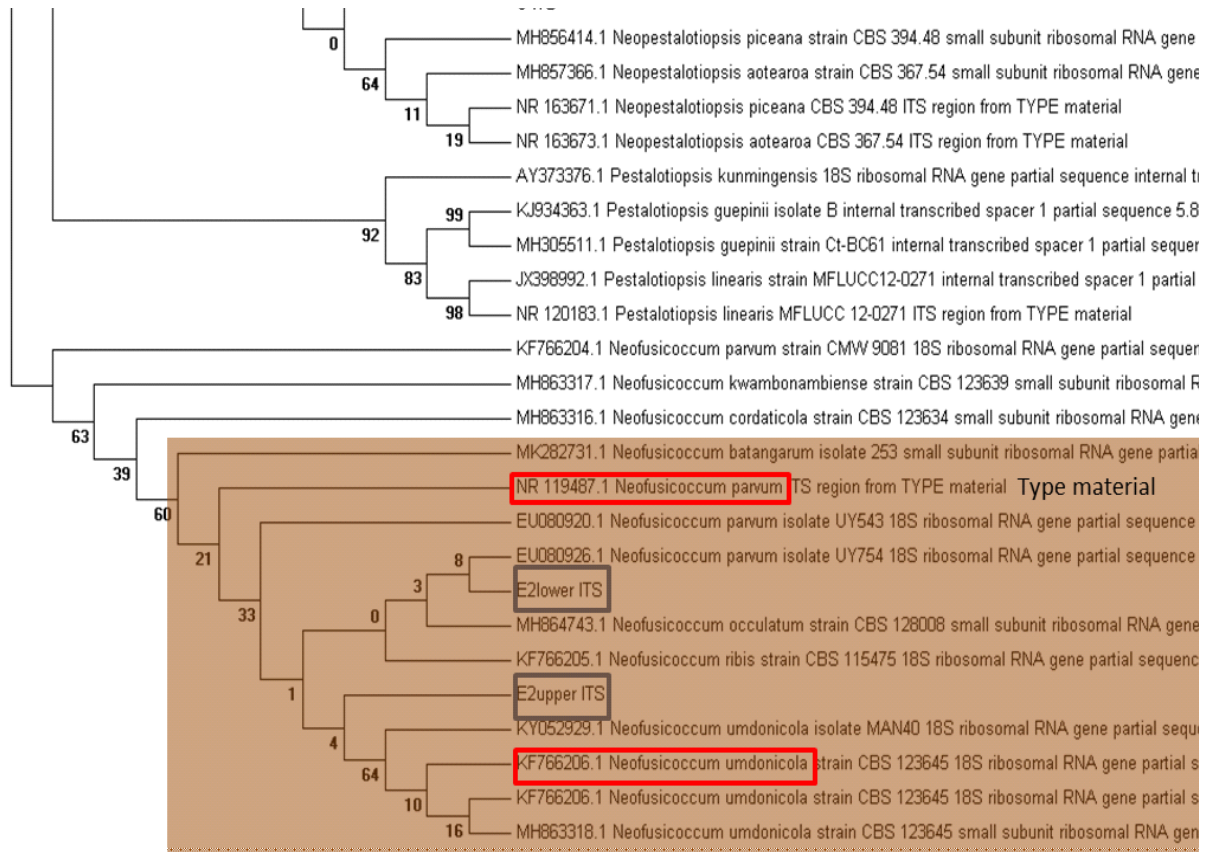 0
MH856414.1 Neopestalotiopsis piceana strain CBS 394.48 small subunit ribosomal RNA gene
64
MH857366.1 Neopestalotiopsis aotearoa strain CBS 367.54 small subunit ribosomal RNA gene
11
NR 163671.1 Neopestalotiopsis piceana CBS 394.48 ITS region from TYPE material
19
NR 163673.1 Neopestalotiopsis aotearoa CBS 367.54 ITS region from TYPE material
AY373376.1 Pestalotiopsis kunmingensis 18S ribosomal RNA gene partial sequence internal
99
KJ934363.1 Pestalotiopsis guepinii isolate B internal transcribed spacer 1 partial sequence 5.8
92
MH305511.1 Pestalotiopsis guepinii strain Ct-BC61 internal transcribed spacer 1 partial sequer
83
JX398992.1 Pestalotiopsis linearis strain MFLUCC12-0271 internal transcribed spacer 1 partial
98
NR 120183.1 Pestalotiopsis linearis MFLUCC 12-0271 ITS region from TYPE material
KF766204.1 Neofusicoccum parvum strain CMW 9081 18S ribosomal RNA gene partial sequer
MH863317.1 Neofusicoccum kwambonambiense strain CBS 123639 small subunit ribosomal
63
MH863316.1 Neofusicoccum cordaticola strain CBS 123634 small subunit ribosomal RNA gene
39
MK282731.1 Neofusicoccum batangarum isolate 253 small subunit ribosomal RNA gene partia
60
NR 119487.1 Neofusicoccum parvum ITS region from TYPE material Type material
21
EU080920.1 Neofusicoccum parvum isolate UY543 18S ribosomal RNA gene partial sequence
33
EU080926.1 Neofusicoccum parvum isolate UY754 18S ribosomal RNA gene partial sequence
8
E2lower ITS
3
MH864743.1 Neofusicoccum occulatum strain CBS 128008 small subunit ribosomal RNA gene
0
KF766205.1 Neofusicoccum ribis strain CBS 115475 18S ribosomal RNA gene partial sequenc
1
E2upper ITS
4
KY052929.1 Neofusicoccum umdonicola isolate MAN40 18S ribosomal RNA gene partial sequ
64
KF766206.1 Neofusicoccum umdonicola strain CBS 123645 18S ribosomal RNA gene partial s
10
KF766206.1 Neofusicoccum umdonicola strain CBS 123645 18S ribosomal RNA gene partial s
16
MH863318.1 Neofusicoccum umdonicola strain CBS 123645 small subunit ribosomal RNA gen